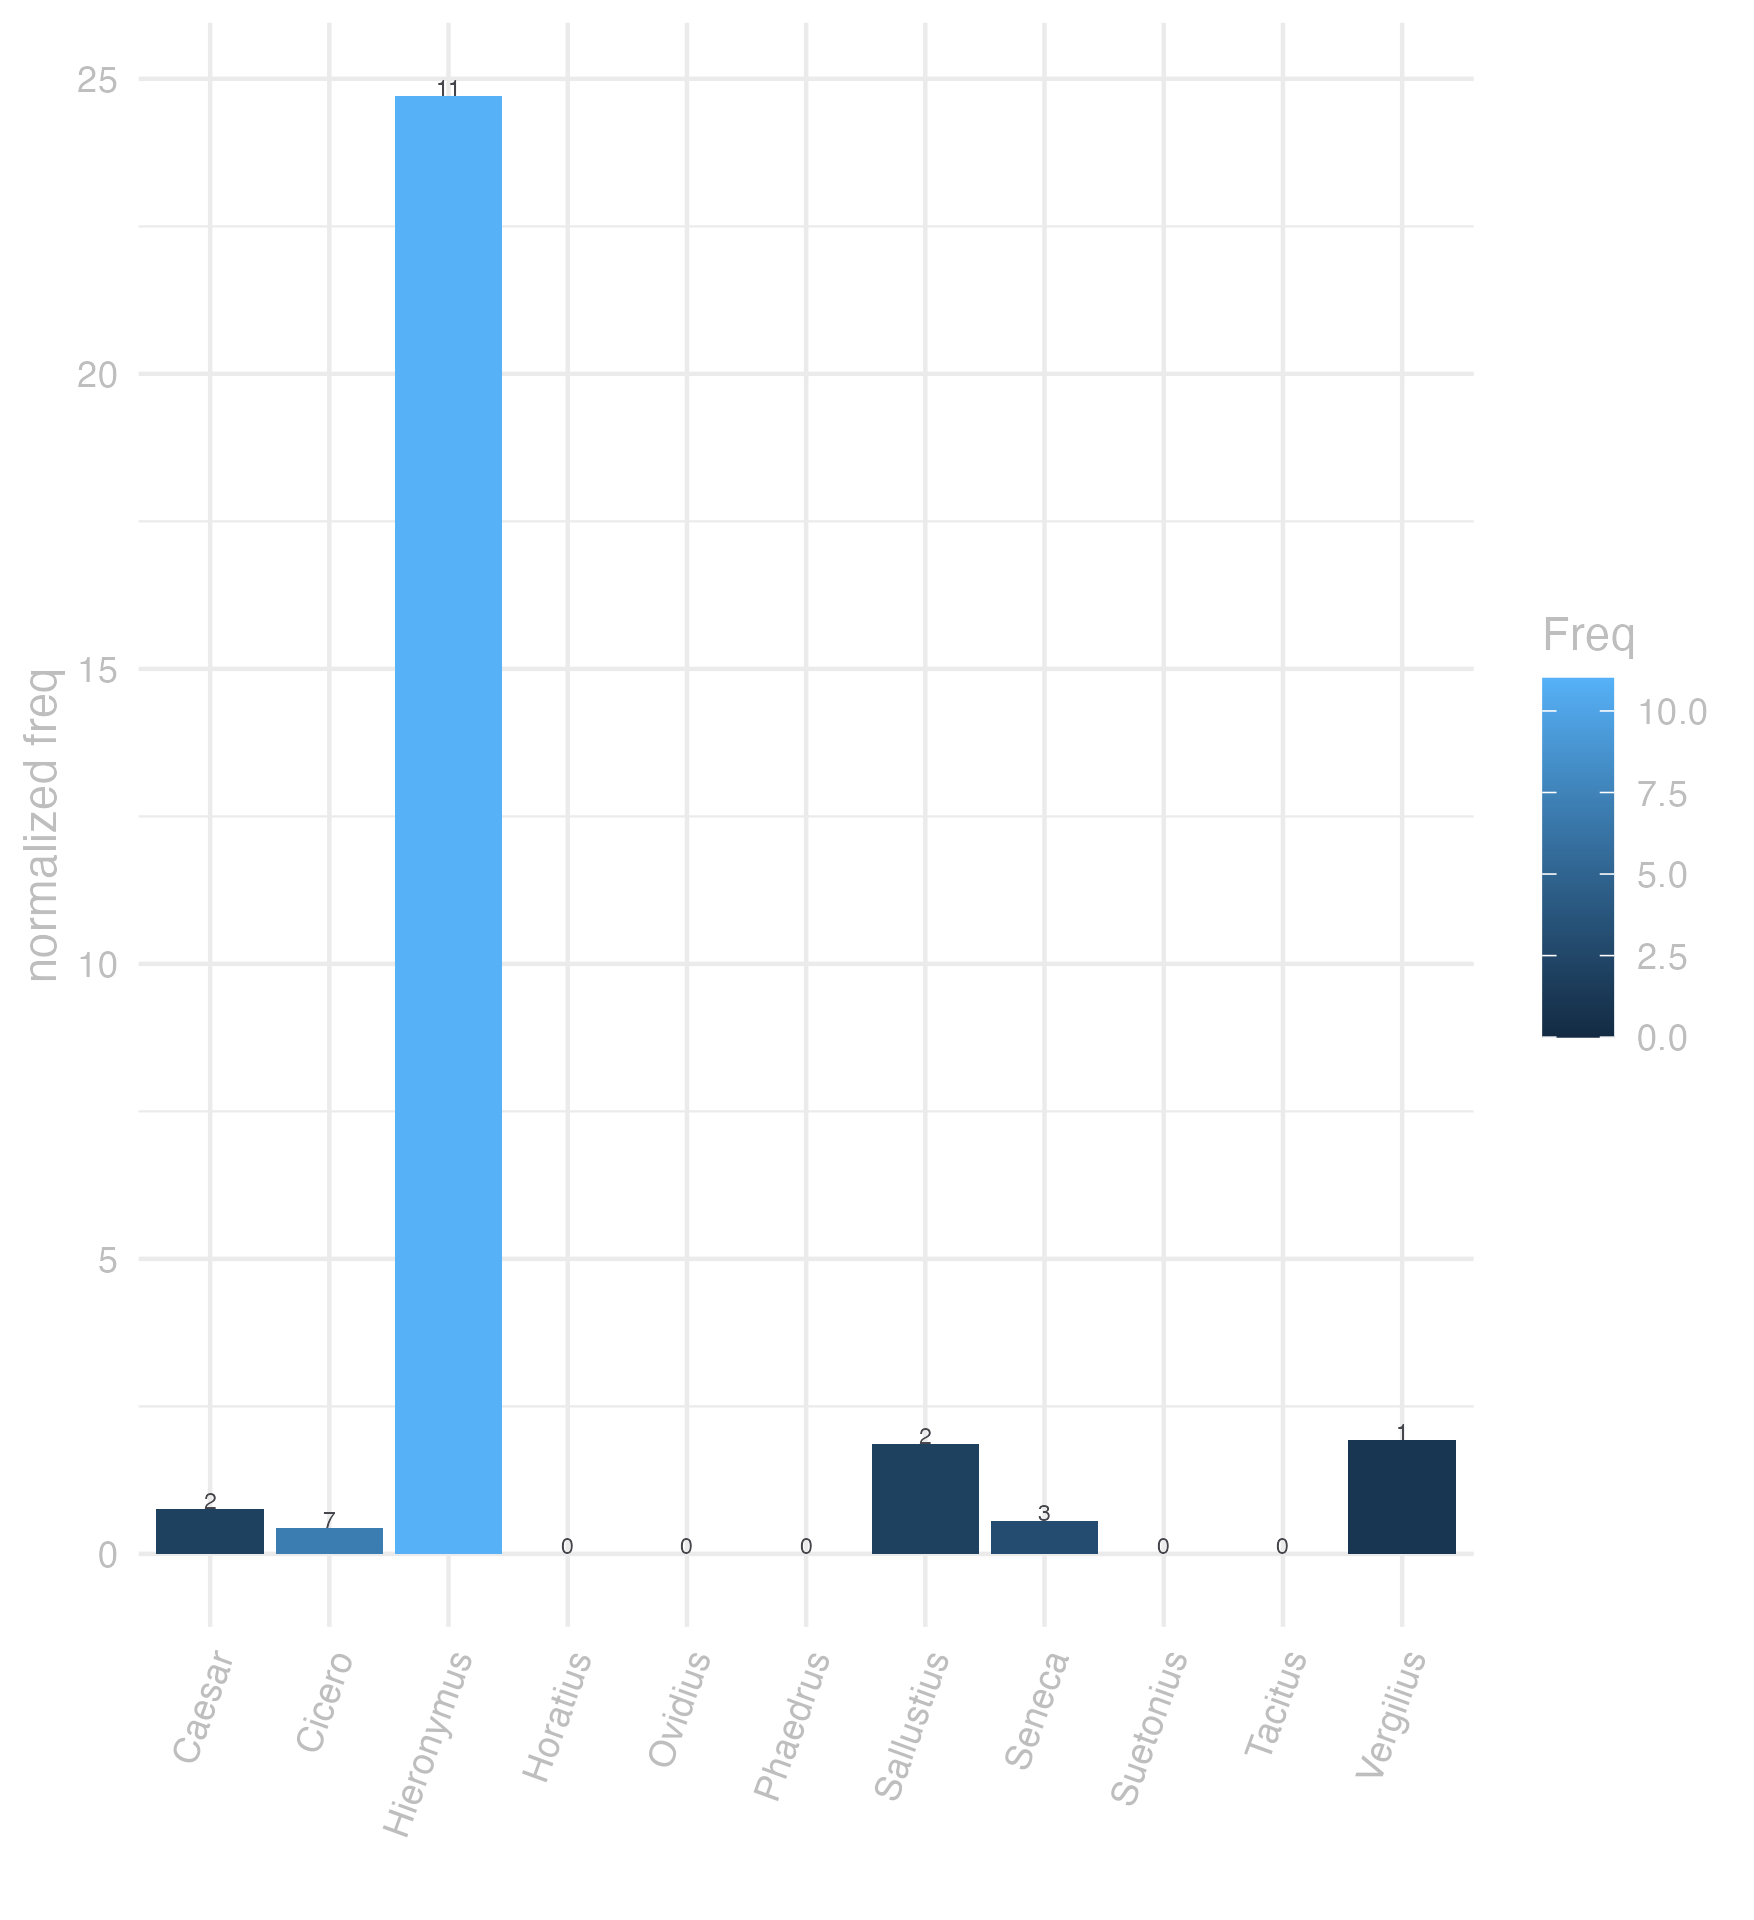 normalized freq
25
20
15
10
5
0
11
2
7
0
0
0
2
3
0
0
1
Caesar
Cicero
Hieronymus
Horatius
Ovidius
Phaedrus
Sallustius
Seneca
Suetonius
Tacitus
Vergilius
Freq
10.0
7.5
5.0
2.5
0.0